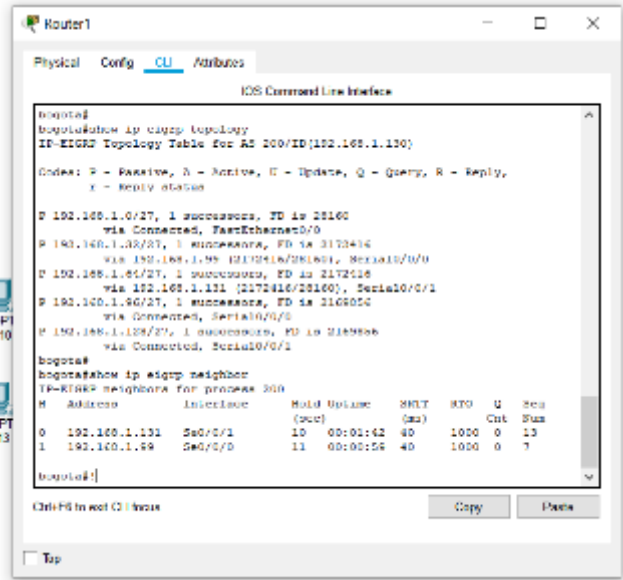 Router1
Physical Config CLI Attributes
IOS Command Line Interface
bogota#
bogota#show ip eigrp topology
IP-EIGRP Topology Table for AS 200/ID(192.168.1.130)
Codes: P - Passive, A - Active, U - Update, Q - Query, R - Reply,
r - Reply status
P 192.168.1.0/27, 1 successors, FD is 28160
via Connected, FastEthernet0/0
P 192.168.1.32/27, 1 successors, FD is 2172416
via 192.168.1.99 (2172416/28160), Serial0/0/0
P 192.168.1.64/27, 1 successors, FD is 2172416
via 192.168.1.131 (2172416/28160), Serial0/0/1
P 192.168.1.96/27, 1 successors, FD is 2169856
via Connected, Serial0/0/0
P 192.168.1.128/27, 1 successors, FD is 2169856
via Connected, Serial0/0/1
bogota#
bogota#show ip eigrp neighbor
IP-EIGRP neighbors for process 200
H Address Interface Hold Uptime SRTT RTO Q Seq
(sec) (ms) Cnt Num
0 192.168.1.131 Se0/0/1 10 00:01:42 40 1000 0 13
1 192.168.1.99 Se0/0/0 11 00:00:56 40 1000 0 7
Ctrl+F6 to exit CLI focus
Copy Paste
Top